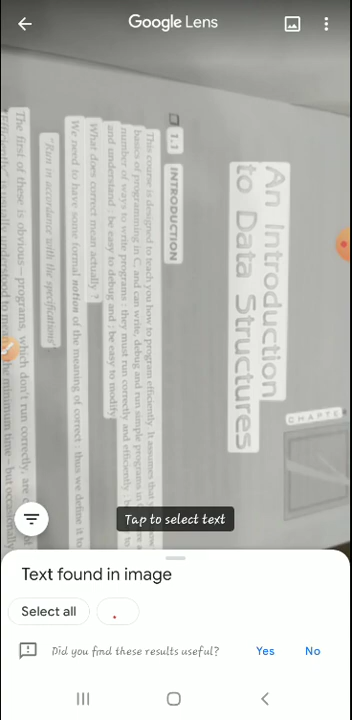 Google Lens
CHAPTE
An Introduction
to Data Structures
1.1 INTRODUCTION
This course is designed to teach you how to program efficiently. It assumes that
basics of programming in C, and can write, debug and run simple programs in
number of ways to write programs : they must run correctly and efficiently :
and understand : be easy to debug and : be easy to modify.
What does correct mean actually ?
We need to have some formal notion of the meaning of correct : thus we define it to
"Run in accordance with the specifications"
The first of these is obvious—programs, which don't run correctly, are
the minimum time – but occasionally
Tap to select text
Text found in image
Select all
.
Did you find these results useful?
Yes
No